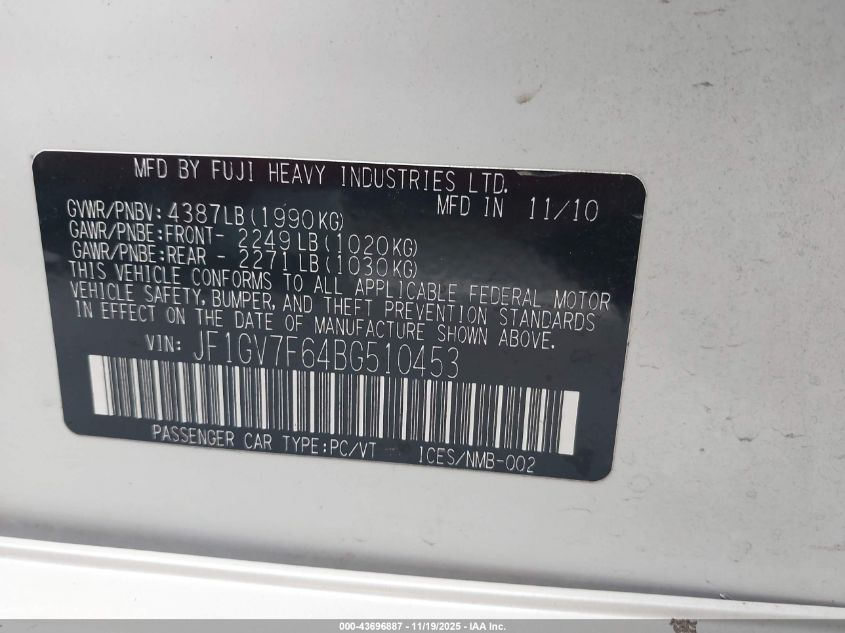 MFD BY FUJI HEAVY INDUSTRIES LTD.
MFD IN 11/10
GVWR/PNBV: 4387LB(1990KG)
GAWR/PNBE:FRONT- 2249LB(1020KG)
GAWR/PNBE:REAR - 2271LB(1030KG)
THIS VEHICLE CONFORMS TO ALL APPLICABLE FEDERAL MOTOR
VEHICLE SAFETY, BUMPER, AND THEFT PREVENTION STANDARDS
IN EFFECT ON THE DATE OF MANUFACTURE SHOWN ABOVE.
VIN: JF1GV7F64BG510453
PASSENGER CAR TYPE:PC/VT ICES/NMB-002
000-43696887 - 11/19/2025 - IAA Inc.